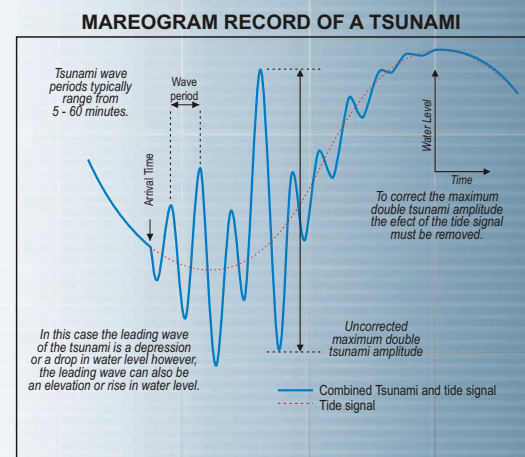 MAREOGRAM RECORD OF A TSUNAMI
Tsunami wave
periods typically
range from
5 - 60 minutes.
Wave
period
Arrival Time
Water Level
Time
To correct the maximum
double tsunami amplitude
the efect of the tide signal
must be removed.
In this case the leading wave
of the tsunami is a depression
or a drop in water level however,
the leading wave can also be
an elevation or rise in water level.
Uncorrected
maximum double
tsunami amplitude
Combined Tsunami and tide signal
Tide signal